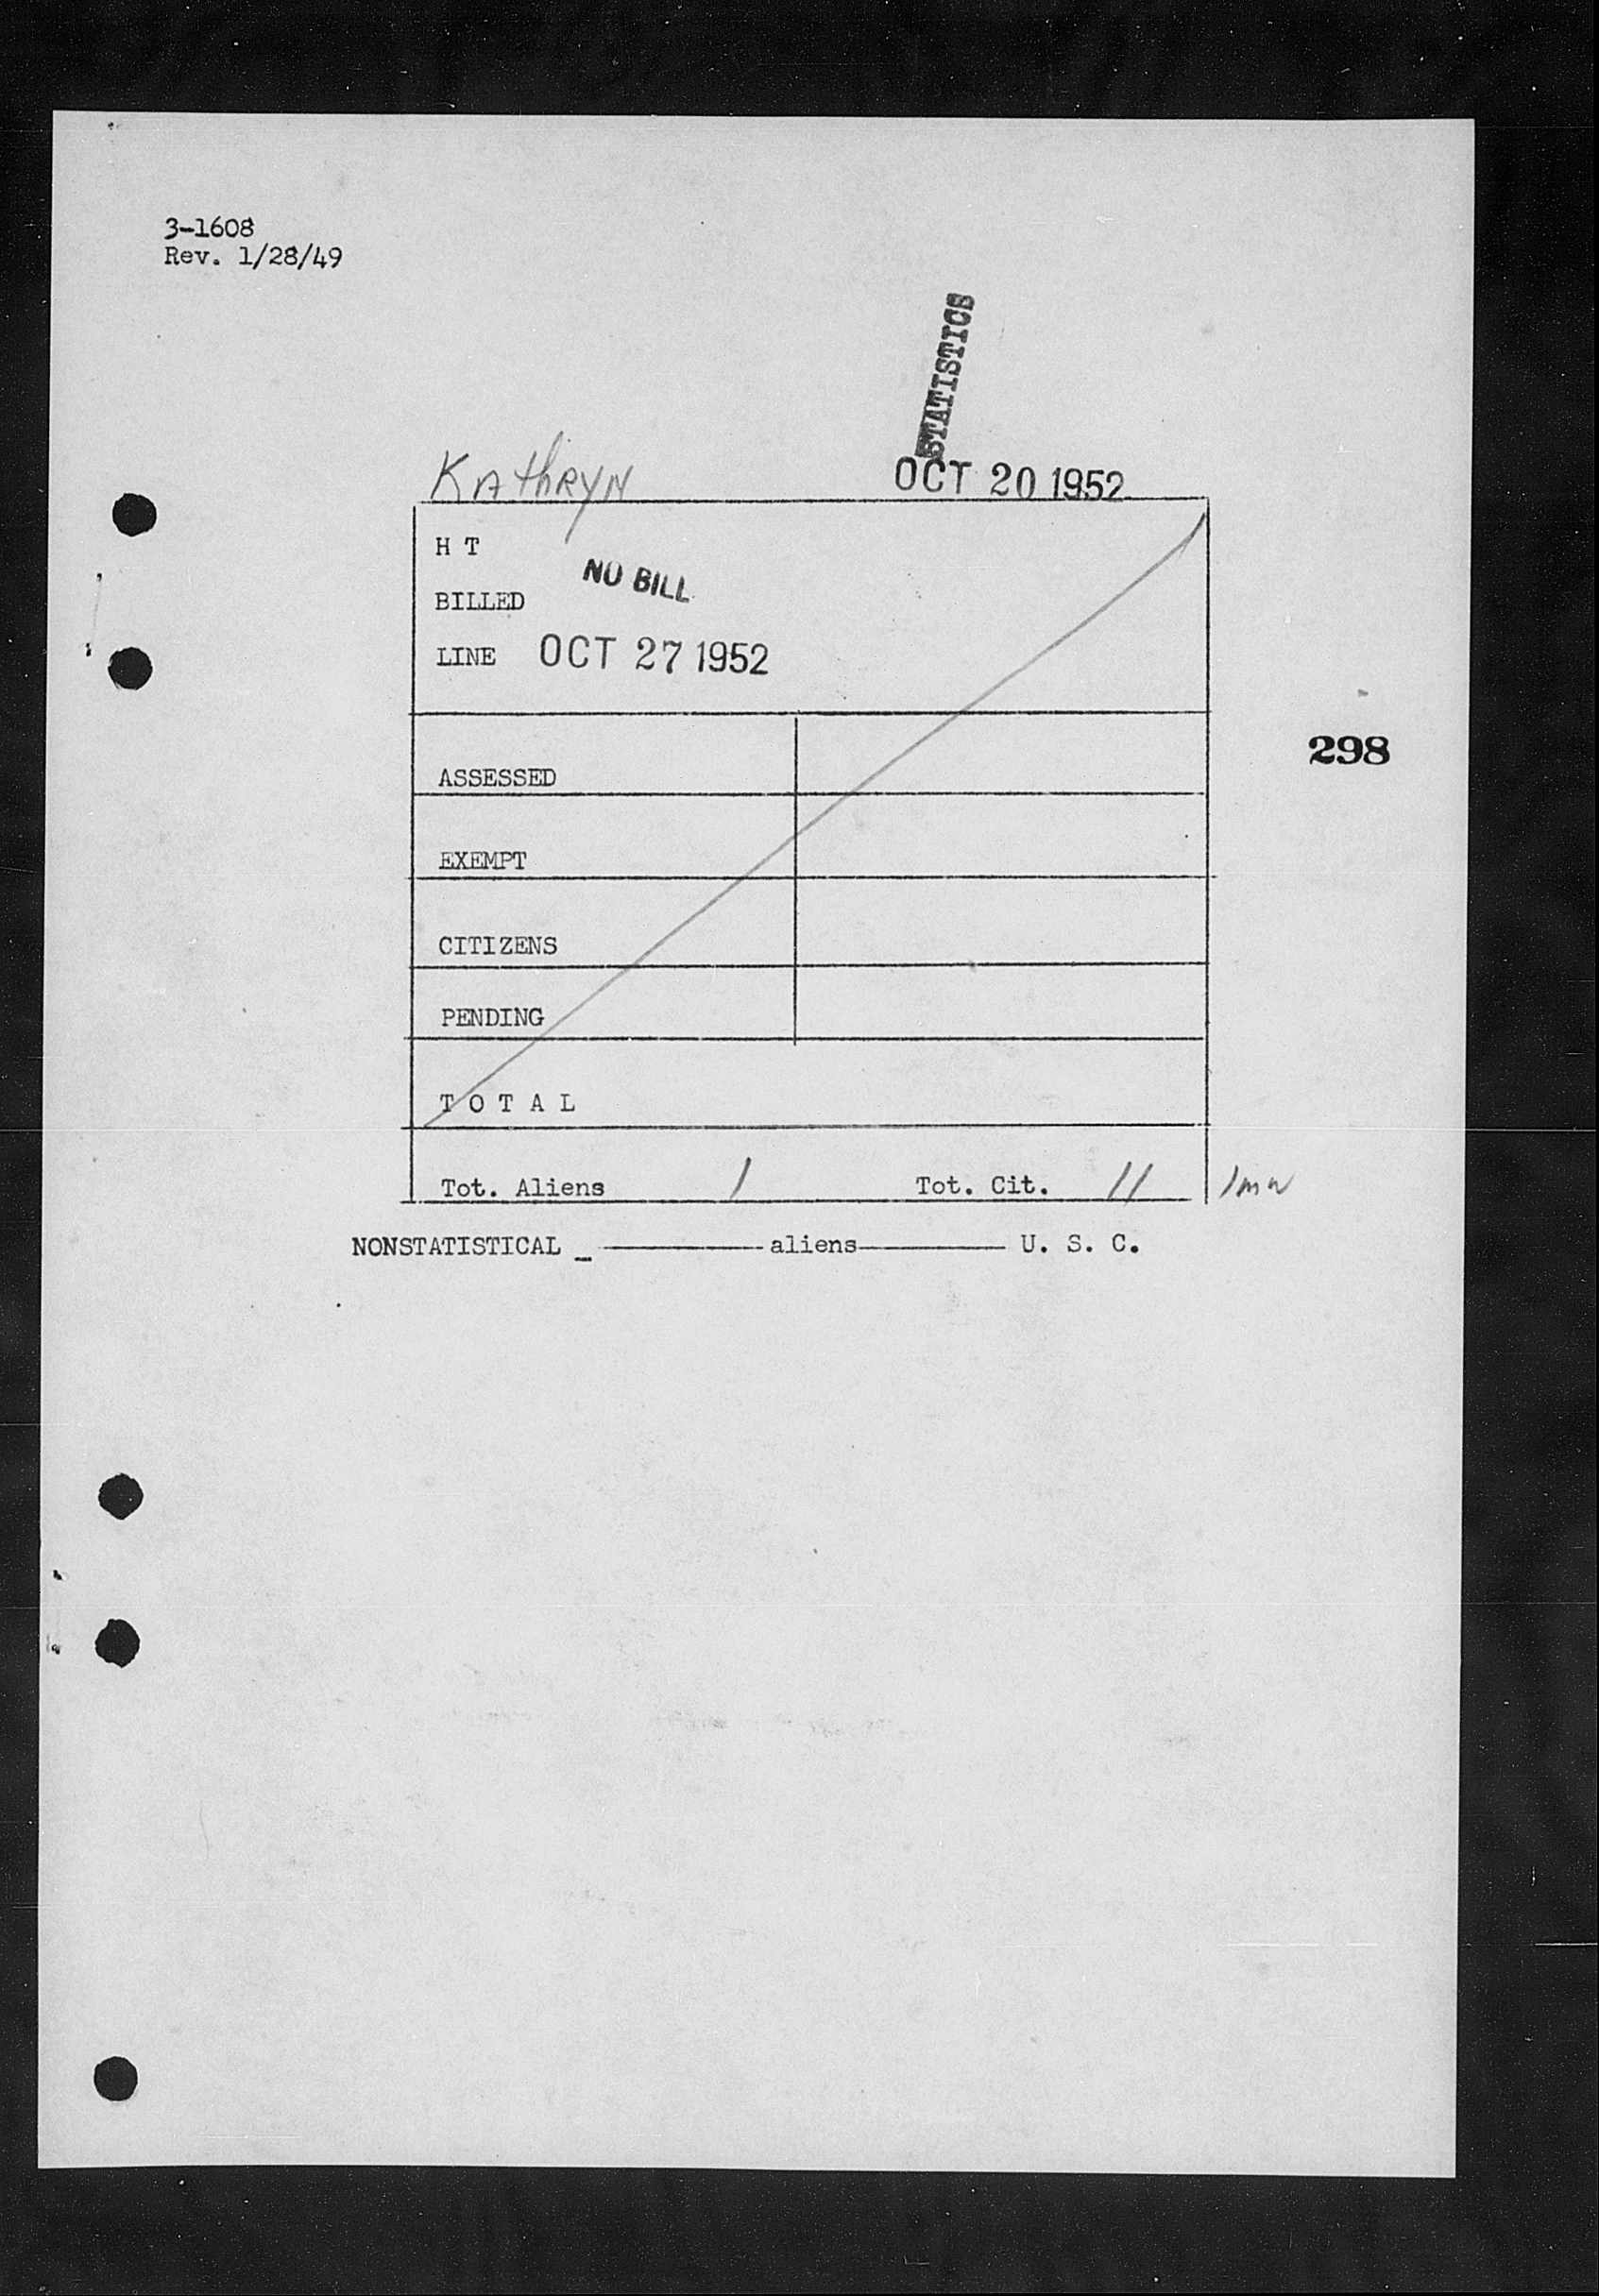 3-1608
Rev. 1/28/49
STATISTICS
Kathryn OCT 20 1952
H T
NO BILL
BILLED
LINE OCT 27 1952
298
ASSESSED
EXEMPT
CITIZENS
PENDING
T O T A L
Tot. Aliens 1 Tot. Cit. 11
NONSTATISTICAL _ aliens U. S. C.